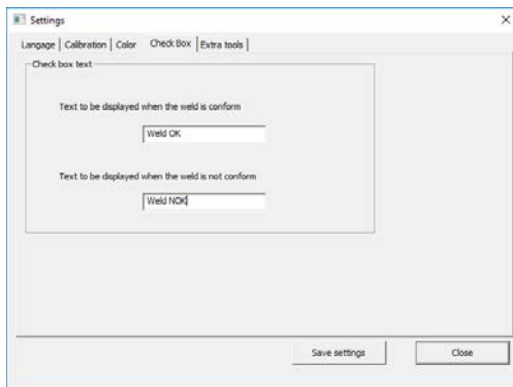 Settings
Langage Calibration Color Check Box Extra tools
Check box text
Text to be displayed when the weld is conform
Weld OK
Text to be displayed when the weld is not conform
Weld NOK
Save settings Close